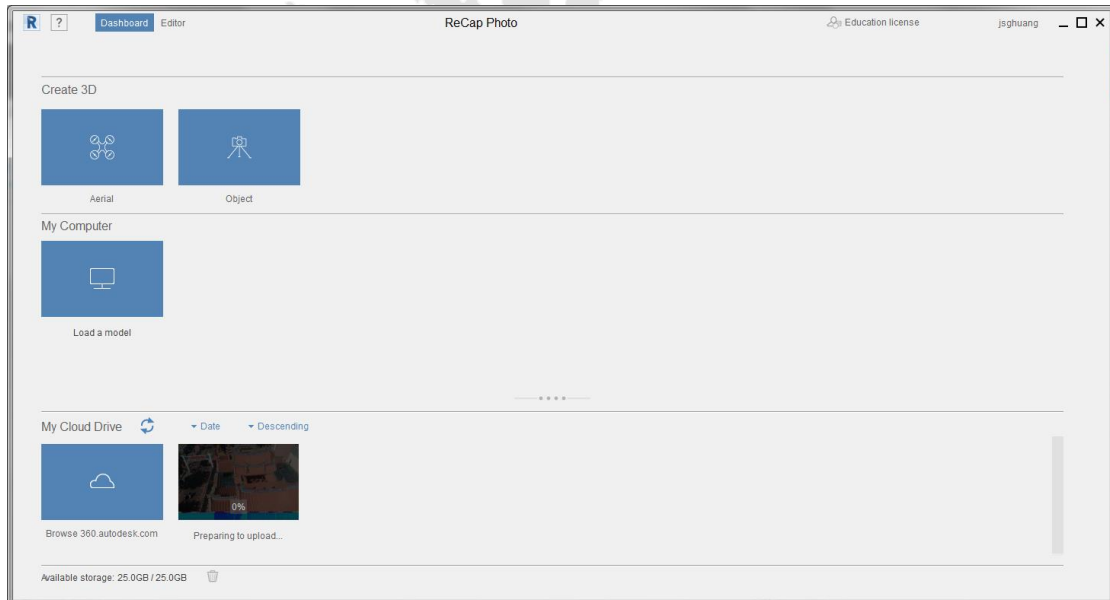 R ? Dashboard Editor ReCap Photo Education license jsghuang
Create 3D
Aerial Object
My Computer
Load a model
My Cloud Drive Date Descending
0%
Browse 360.autodesk.com Preparing to upload...
Available storage: 25.0GB / 25.0GB